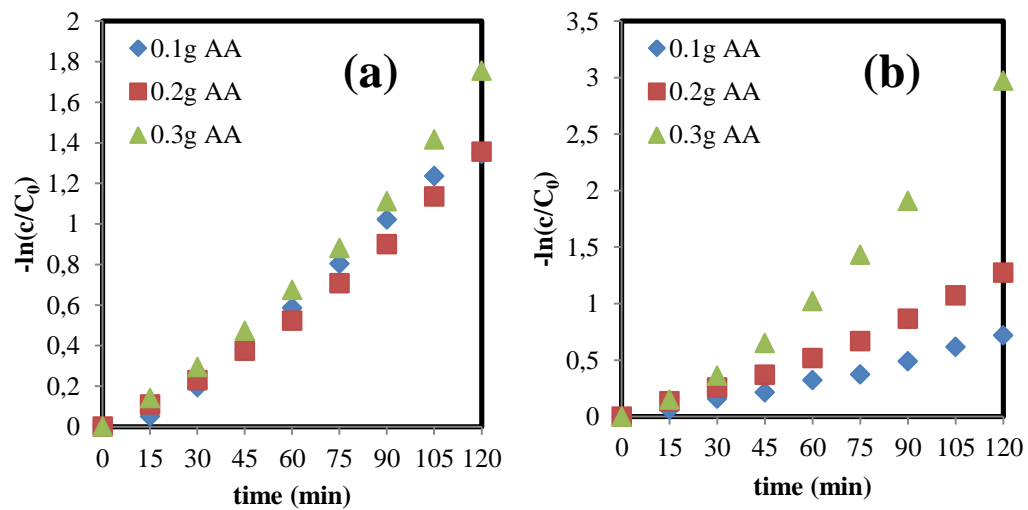 2
1,8
1,6
1,4
1,2
1
0,8
0,6
0,4
0,2
0
-ln(c/C₀)
0.1g AA
0.2g AA
0.3g AA
(a)
0 15 30 45 60 75 90 105 120
time (min)
3,5
3
2,5
2
1,5
1
0,5
0
-ln(c/C₀)
0.1g AA
0.2g AA
0.3g AA
(b)
0 15 30 45 60 75 90 105 120
time (min)